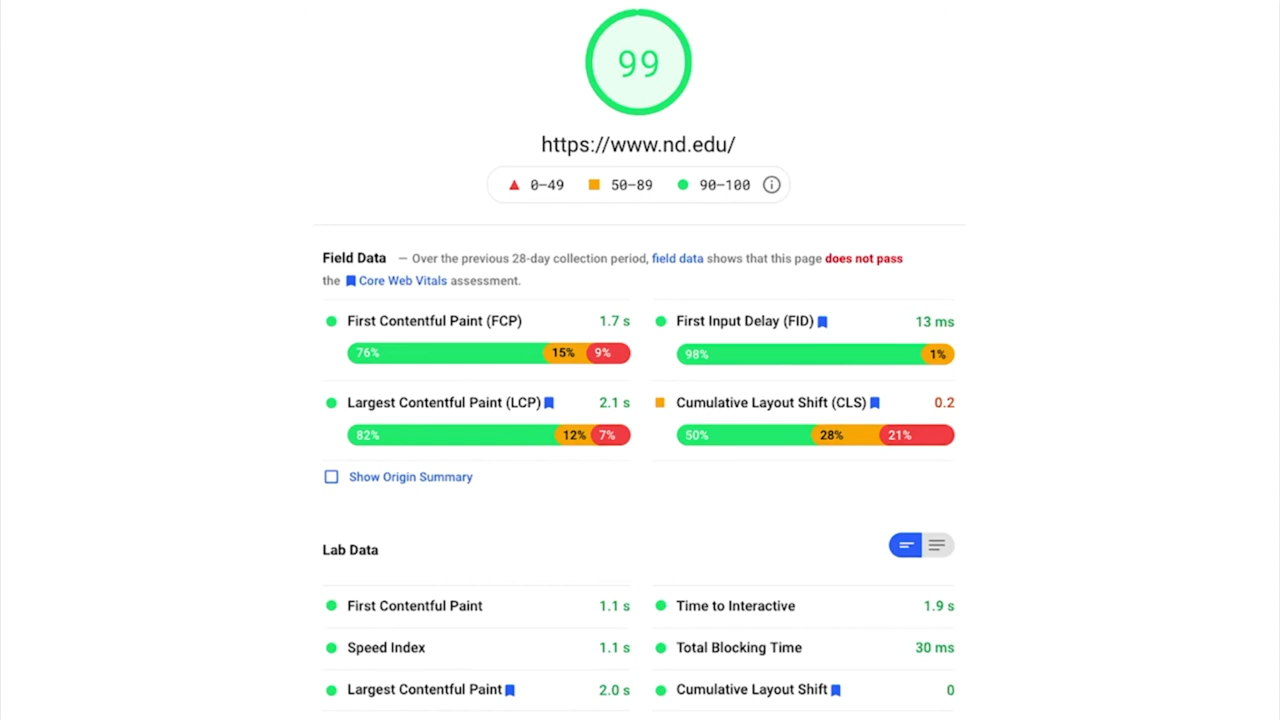 99
https://www.nd.edu/
0–49 50–89 90–100
Field Data — Over the previous 28-day collection period, field data shows that this page does not pass
the Core Web Vitals assessment.
First Contentful Paint (FCP) 1.7 s
76% 15% 9%
First Input Delay (FID) 13 ms
98% 1%
Largest Contentful Paint (LCP) 2.1 s
82% 12% 7%
Cumulative Layout Shift (CLS) 0.2
50% 28% 21%
Show Origin Summary
Lab Data
First Contentful Paint 1.1 s
Time to Interactive 1.9 s
Speed Index 1.1 s
Total Blocking Time 30 ms
Largest Contentful Paint 2.0 s
Cumulative Layout Shift 0